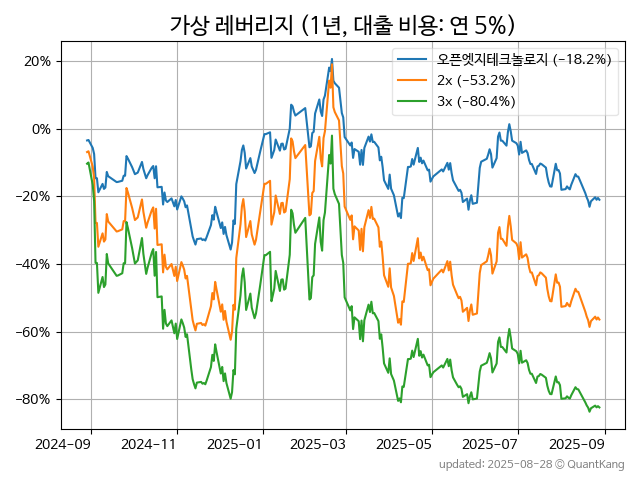 가상 레버리지 (1년, 대출 비용: 연 5%)
오픈엣지테크놀로지 (−18.2%)
2x (−53.2%)
3x (−80.4%)
20%
0%
−20%
−40%
−60%
−80%
2024-09 2024-11 2025-01 2025-03 2025-05 2025-07 2025-09
updated: 2025-08-28 © QuantKang